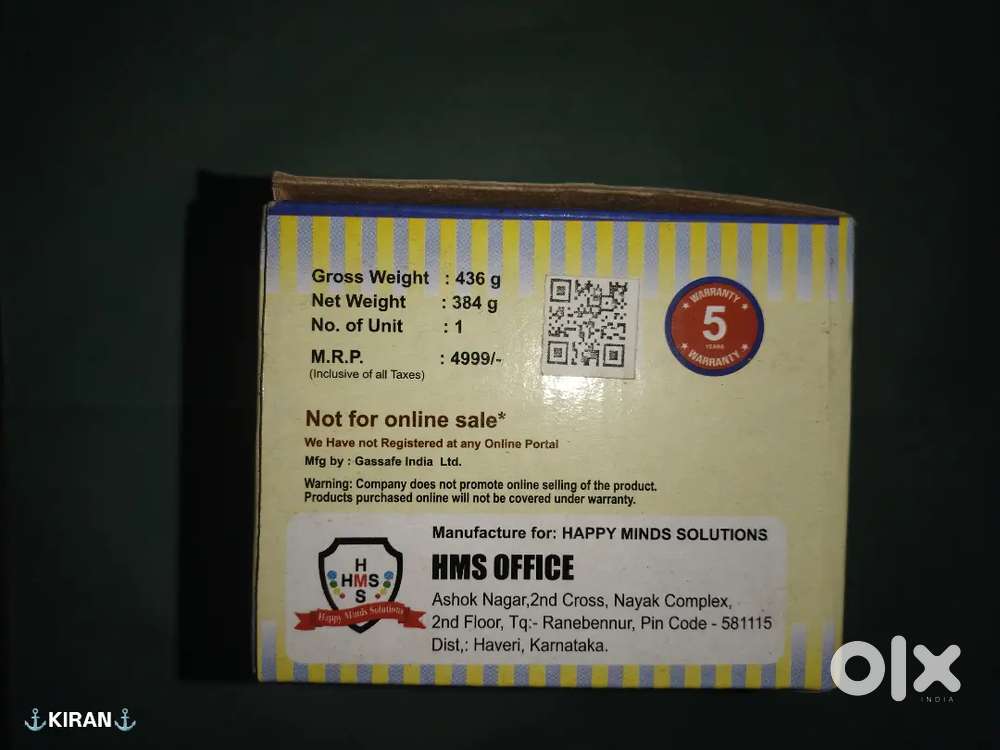 Gross Weight : 436 g
Net Weight : 384 g
No. of Unit : 1
M.R.P. : 4999/-
(Inclusive of all Taxes)
WARRANTY
5
YEARS
WARRANTY
Not for online sale*
We Have not Registered at any Online Portal
Mfg by : Gassafe India Ltd.
Warning: Company does not promote online selling of the product.
Products purchased online will not be covered under warranty.
Manufacture for: HAPPY MINDS SOLUTIONS
HMS OFFICE
Ashok Nagar,2nd Cross, Nayak Complex,
2nd Floor, Tq:- Ranebennur, Pin Code - 581115
Dist,: Haveri, Karnataka.
H
HMS
S
Happy Minds Solutions
olx
INDIA
⚓KIRAN⚓